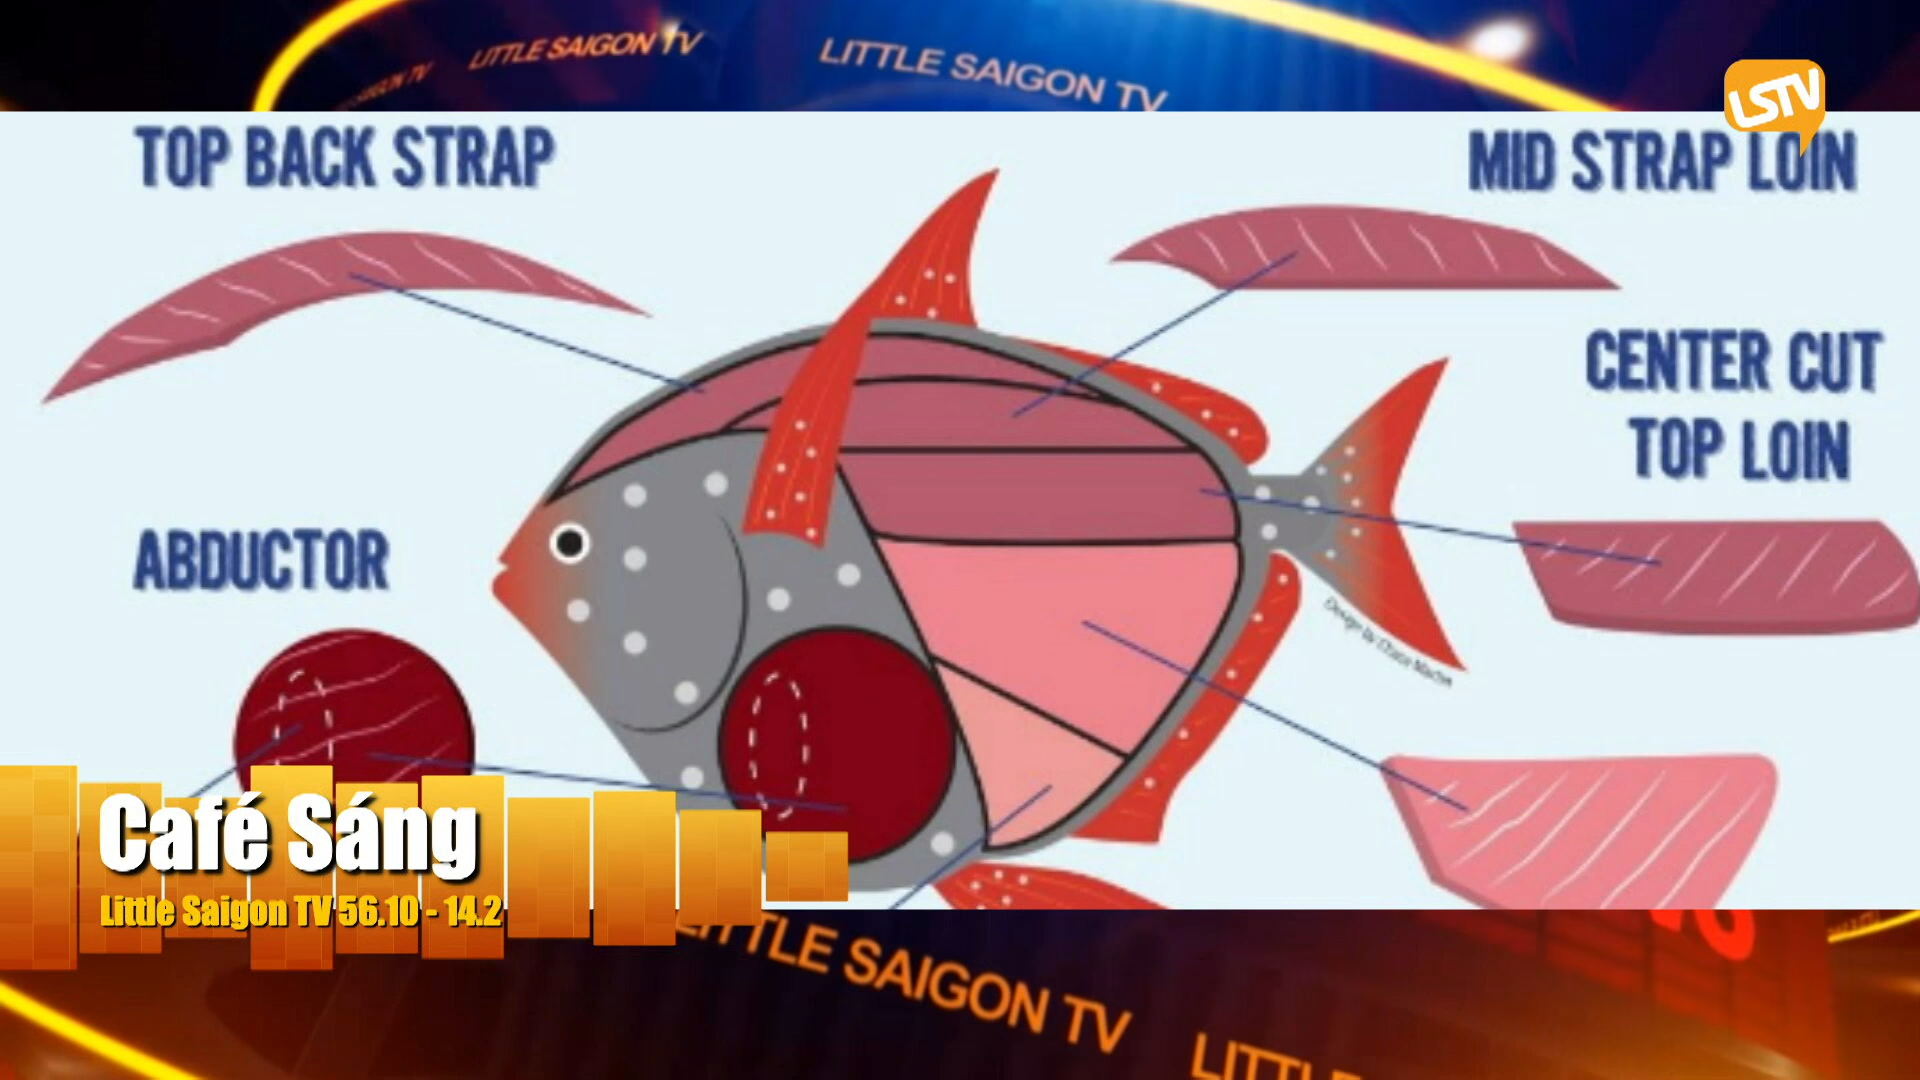 LITTLE SAIGON TV
LITTLE SAIGON TV
LSTV
TOP BACK STRAP
MID STRAP LOIN
CENTER CUT
TOP LOIN
ABDUCTOR
Café Sáng
Little Saigon TV 56.10 - 14.2
LITTLE SAIGON TV